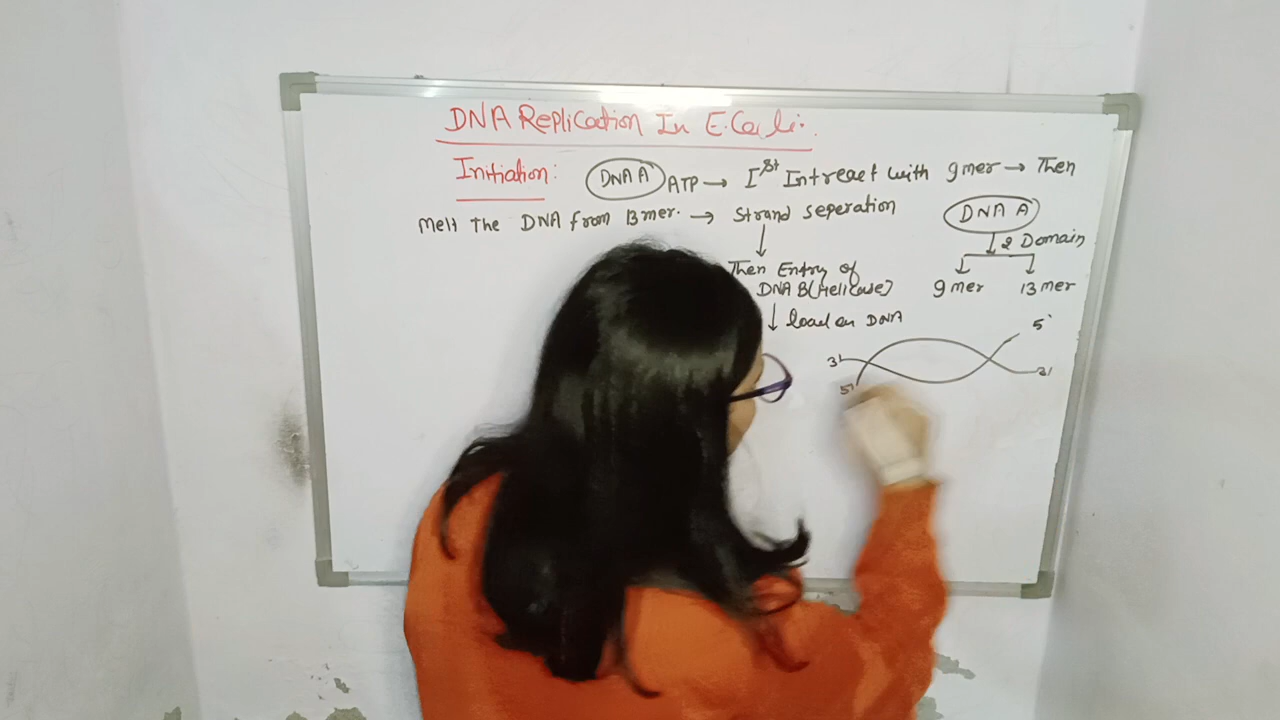 DNA Replication In E.Coli.
Initiation: DNA A ATP → Ist Intreact with 9mer → Then
Melt The DNA from 13mer. → Strand seperation
DNA A
↓ 2 Domain
9mer 13mer
↓
Then Entry of
DNA B(Helicase)
↓ load on DNA
5'
3'
3'
5'